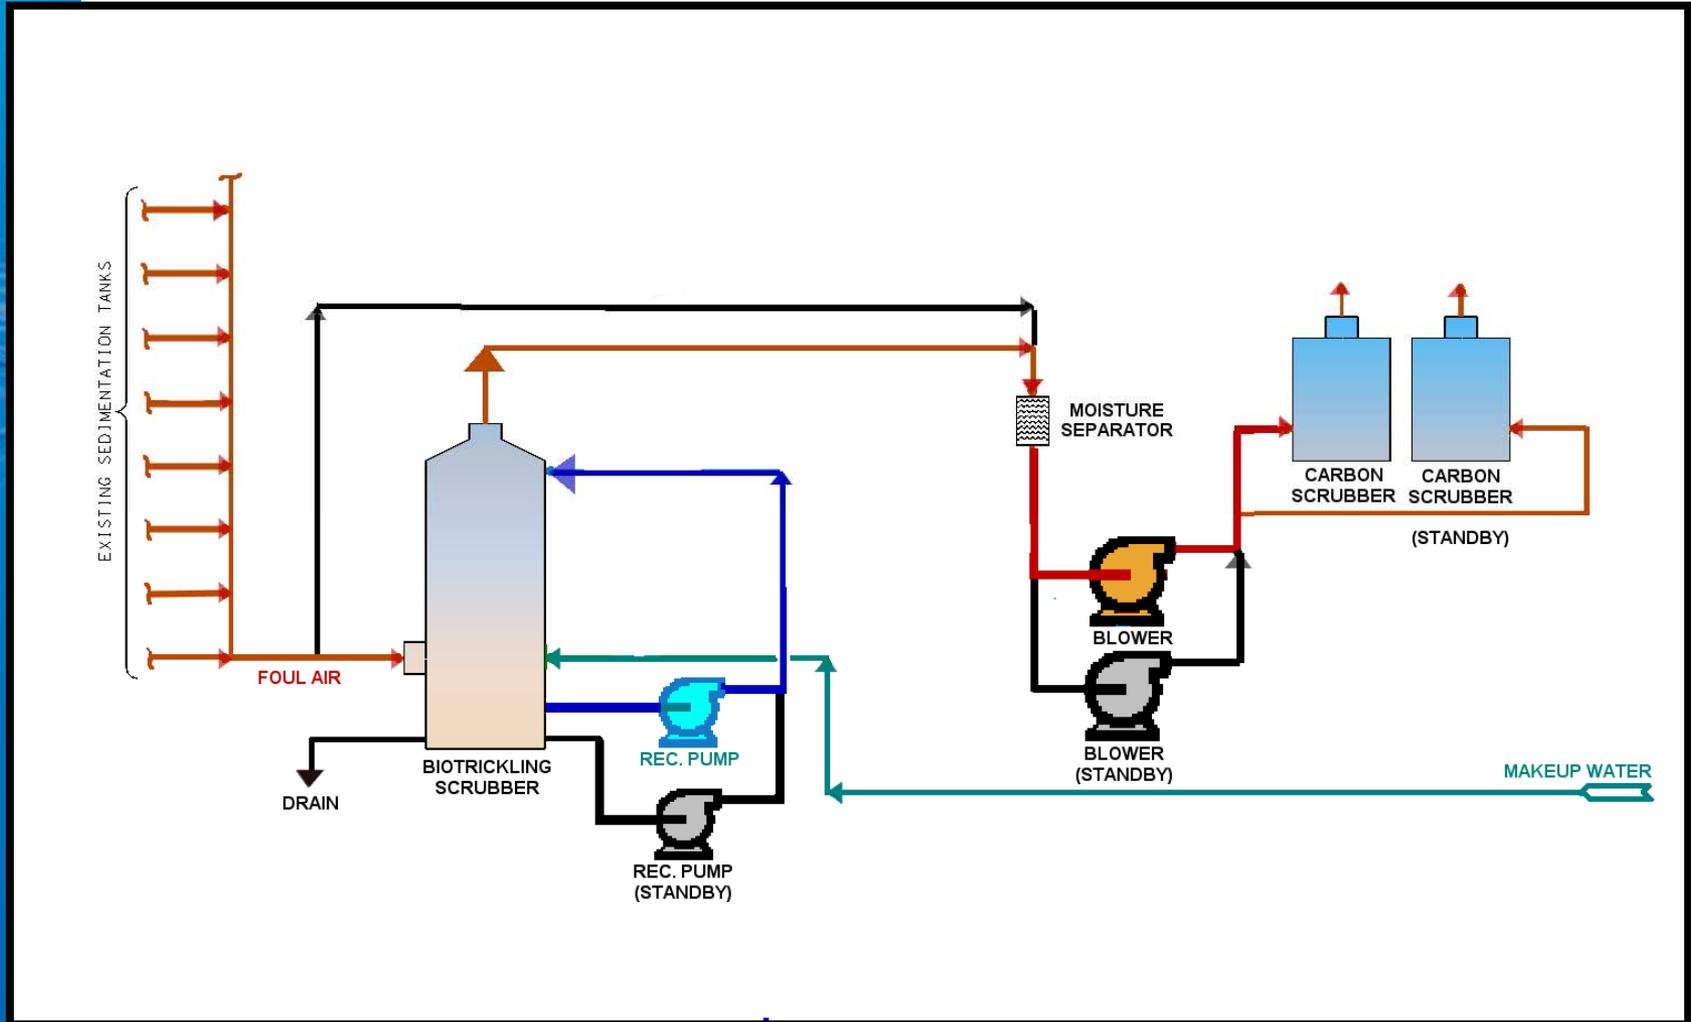 EXISTING SEDIMENTATION TANKS
FOUL AIR
DRAIN
BIOTRICKLING
SCRUBBER
REC. PUMP
REC. PUMP
(STANDBY)
MOISTURE
SEPARATOR
BLOWER
BLOWER
(STANDBY)
CARBON
SCRUBBER
CARBON
SCRUBBER
(STANDBY)
MAKEUP WATER